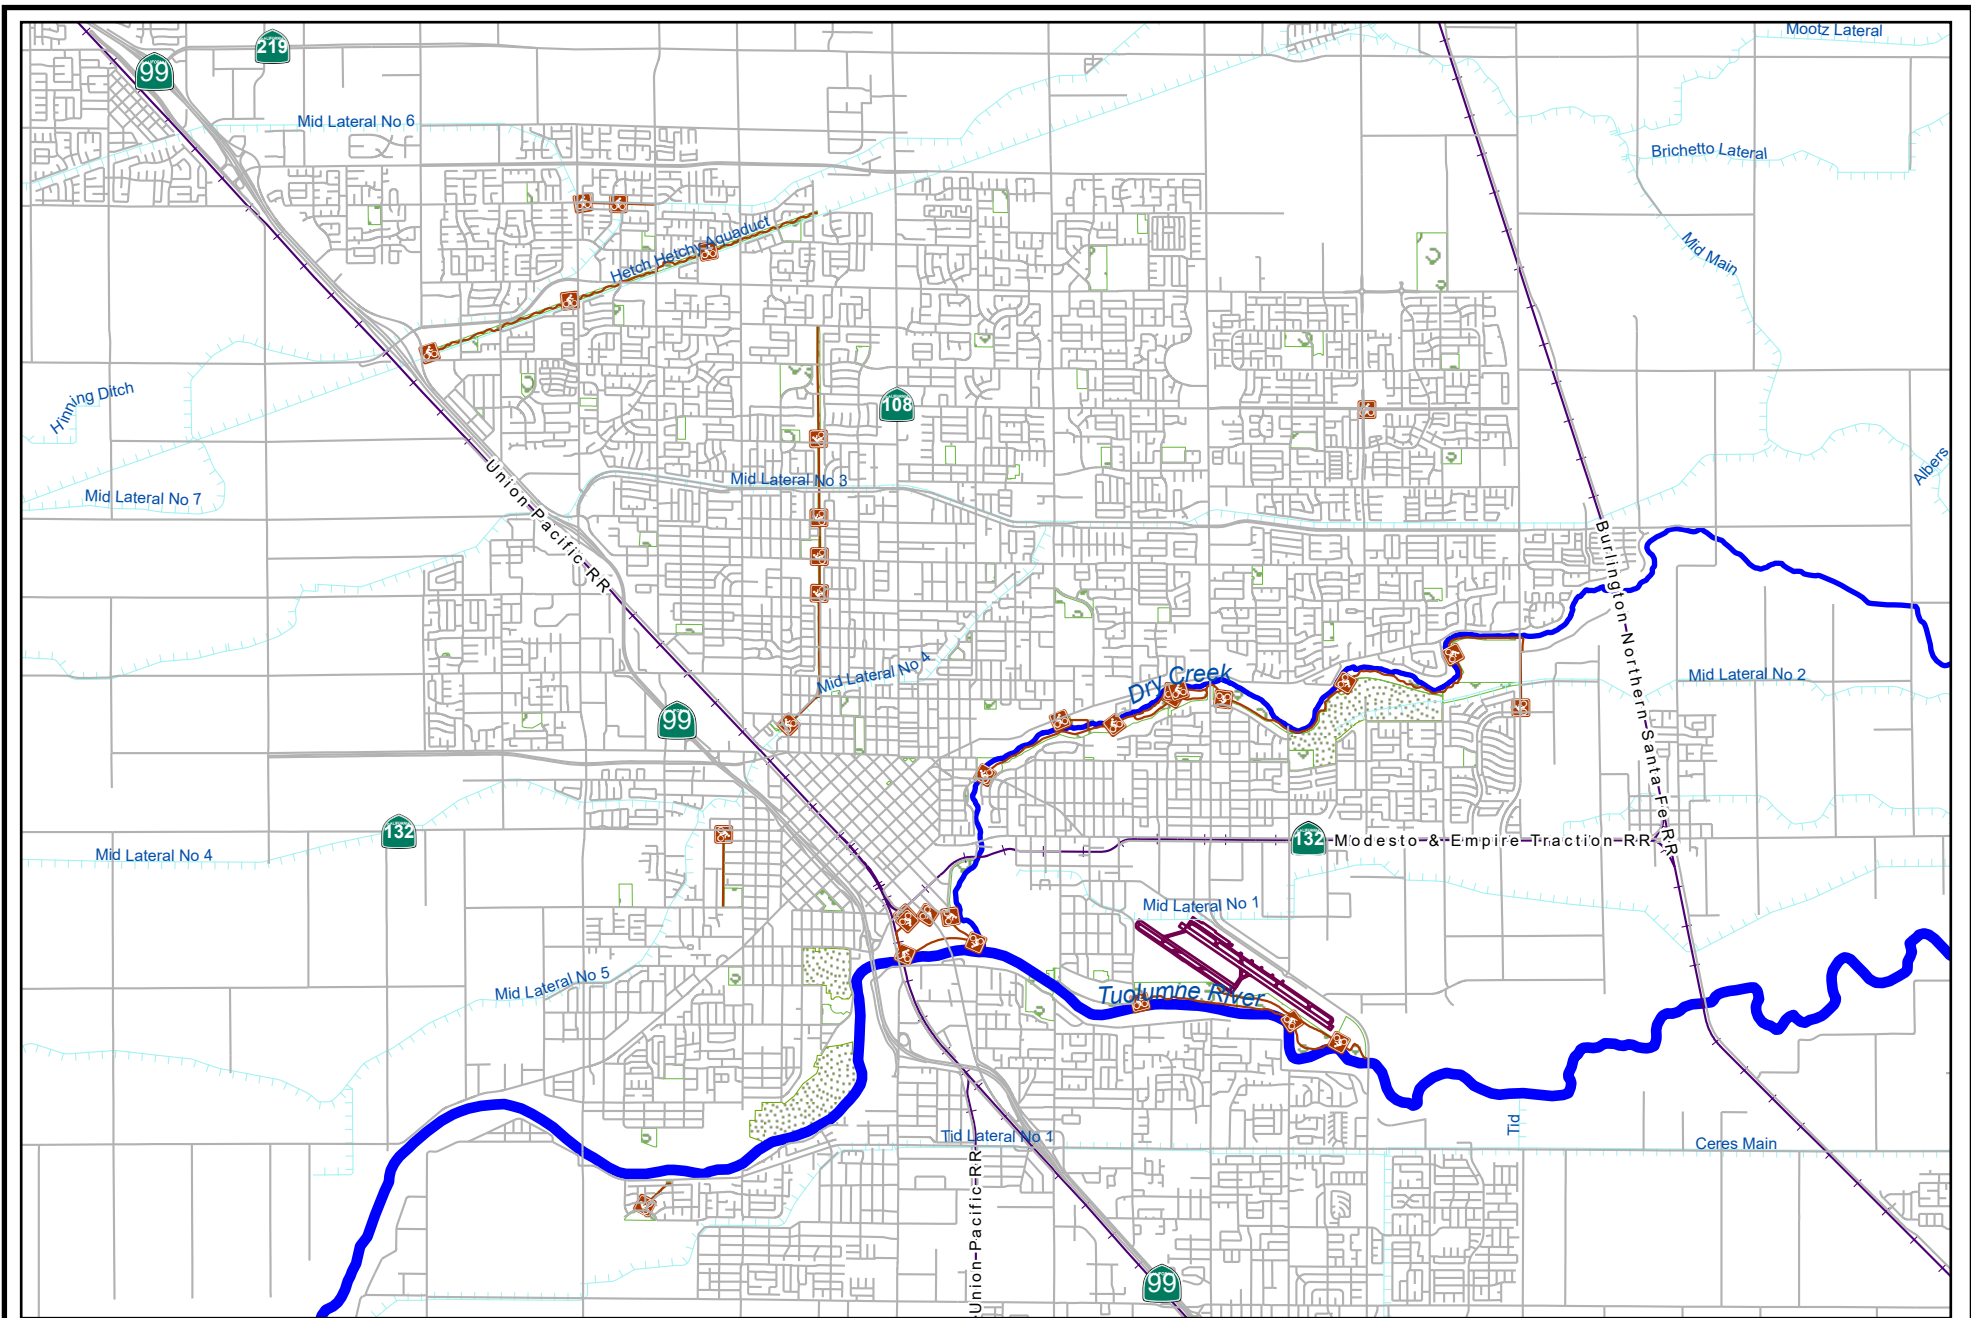 Mootz Lateral
219
99
Mid Lateral No 6
Brichetto Lateral
Hetch Hetchy Aquaduct
Mid Main
Hinning Ditch
108
Albers
Union Pacific RR
Mid Lateral No 3
Mid Lateral No 7
Burlington Northern Santa Fe RR
Mid Lateral No 4
Dry Creek
Mid Lateral No 2
99
132
132
Modesto & Empire Traction RR
Mid Lateral No 4
Mid Lateral No 1
Mid Lateral No 5
Tuolumne River
Tid
Tid Lateral No 1
Ceres Main
Union Pacific RR
99